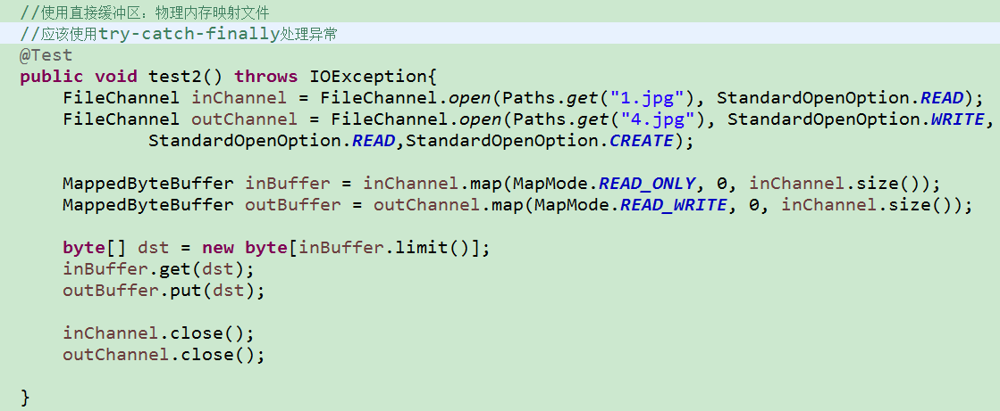 //使用直接缓冲区：物理内存映射文件
//应该使用try-catch-finally处理异常
@Test
public void test2() throws IOException{
FileChannel inChannel = FileChannel.open(Paths.get("1.jpg"), StandardOpenOption.READ);
FileChannel outChannel = FileChannel.open(Paths.get("4.jpg"), StandardOpenOption.WRITE,
StandardOpenOption.READ,StandardOpenOption.CREATE);
MappedByteBuffer inBuffer = inChannel.map(MapMode.READ_ONLY, 0, inChannel.size());
MappedByteBuffer outBuffer = outChannel.map(MapMode.READ_WRITE, 0, inChannel.size());
byte[] dst = new byte[inBuffer.limit()];
inBuffer.get(dst);
outBuffer.put(dst);
inChannel.close();
outChannel.close();
}